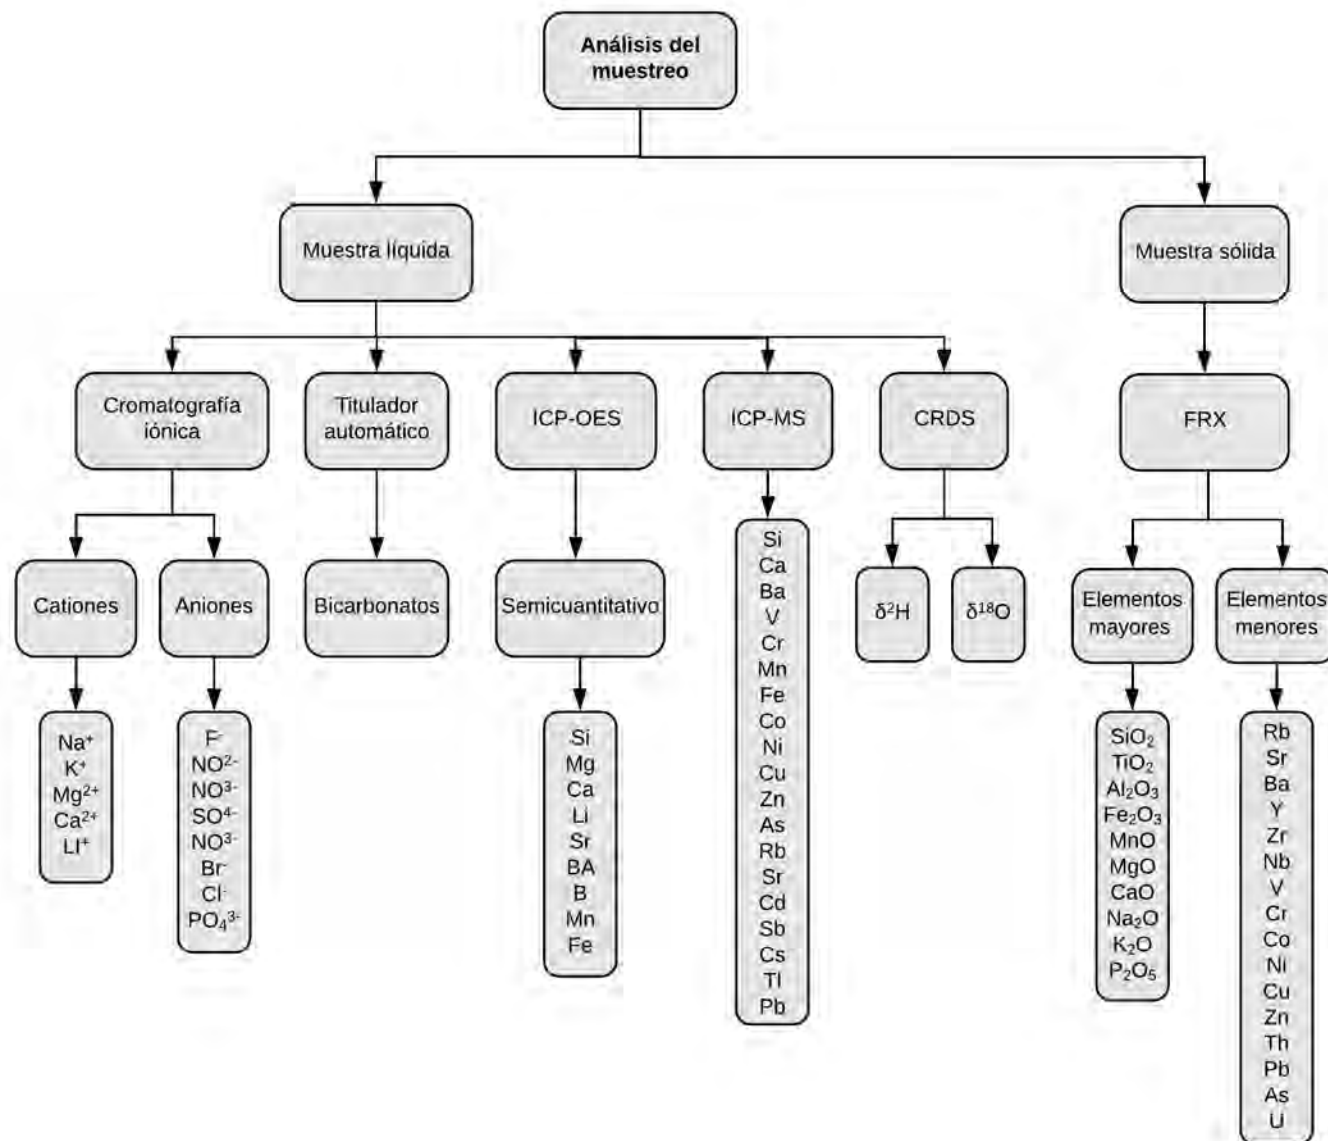 Análisis del
muestreo
Muestra líquida
Muestra sólida
Cromatografía
iónica
Titulador
automático
ICP-OES
ICP-MS
CRDS
FRX
Cationes
Aniones
Bicarbonatos
Semicuantitativo
δ²H
δ¹⁸O
Elementos
mayores
Elementos
menores
Na⁺
K⁺
Mg²⁺
Ca²⁺
LI⁺
F⁻
NO²⁻
NO³⁻
SO⁴⁻
NO³⁻
Br⁻
Cl⁻
PO₄³⁻
Si
Mg
Ca
Li
Sr
BA
B
Mn
Fe
Si
Ca
Ba
V
Cr
Mn
Fe
Co
Ni
Cu
Zn
As
Rb
Sr
Cd
Sb
Cs
Tl
Pb
SiO₂
TiO₂
Al₂O₃
Fe₂O₃
MnO
MgO
CaO
Na₂O
K₂O
P₂O₅
Rb
Sr
Ba
Y
Zr
Nb
V
Cr
Co
Ni
Cu
Zn
Th
Pb
As
U